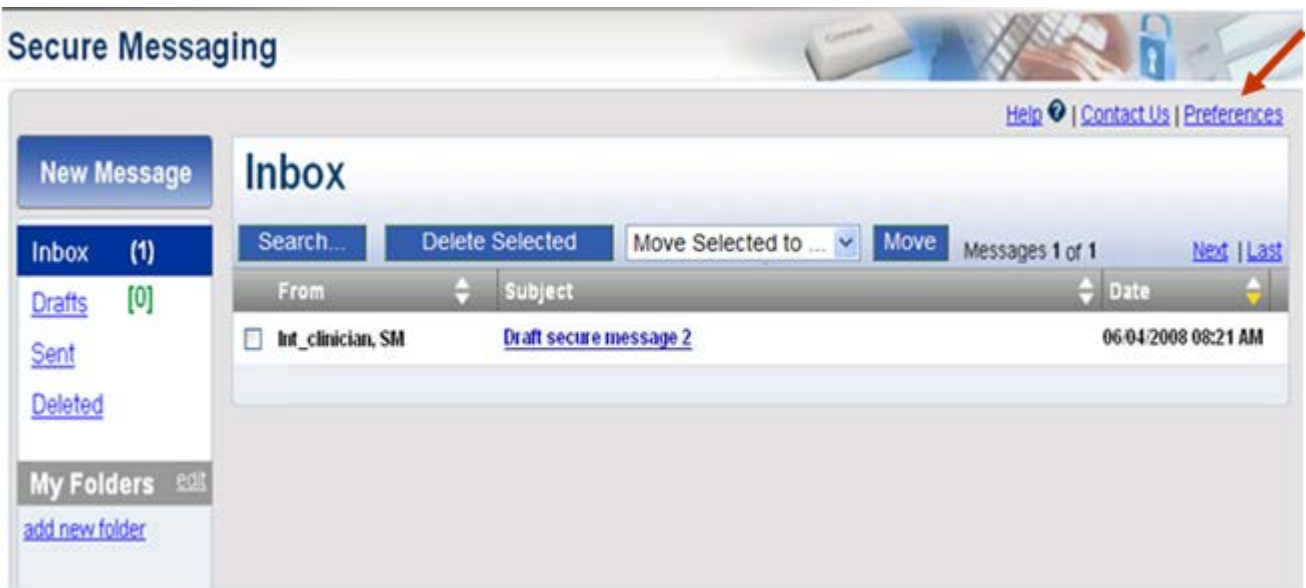 Secure Messaging
Connect
Help ? | Contact Us | Preferences
New Message
Inbox (1)
Drafts [0]
Sent
Deleted
My Folders edit
add new folder
Inbox
Search... Delete Selected Move Selected to ... Move Messages 1 of 1 Next | Last
From Subject Date
Int_clinician, SM Draft secure message 2 06/04/2008 08:21 AM